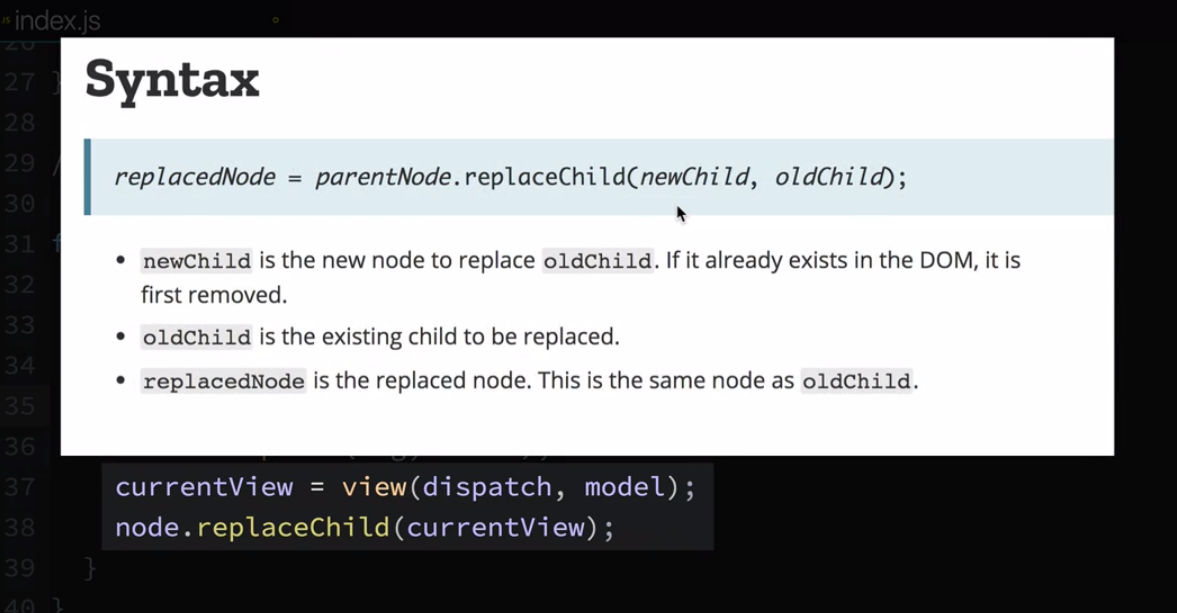 JS index.js
26
27 }
28
29 /
30
31 f
32
33
34
35
36
Syntax
replacedNode = parentNode.replaceChild(newChild, oldChild);
• newChild is the new node to replace oldChild. If it already exists in the DOM, it is
first removed.
• oldChild is the existing child to be replaced.
• replacedNode is the replaced node. This is the same node as oldChild.
37 currentView = view(dispatch, model);
38 node.replaceChild(currentView);
39 }
40 }